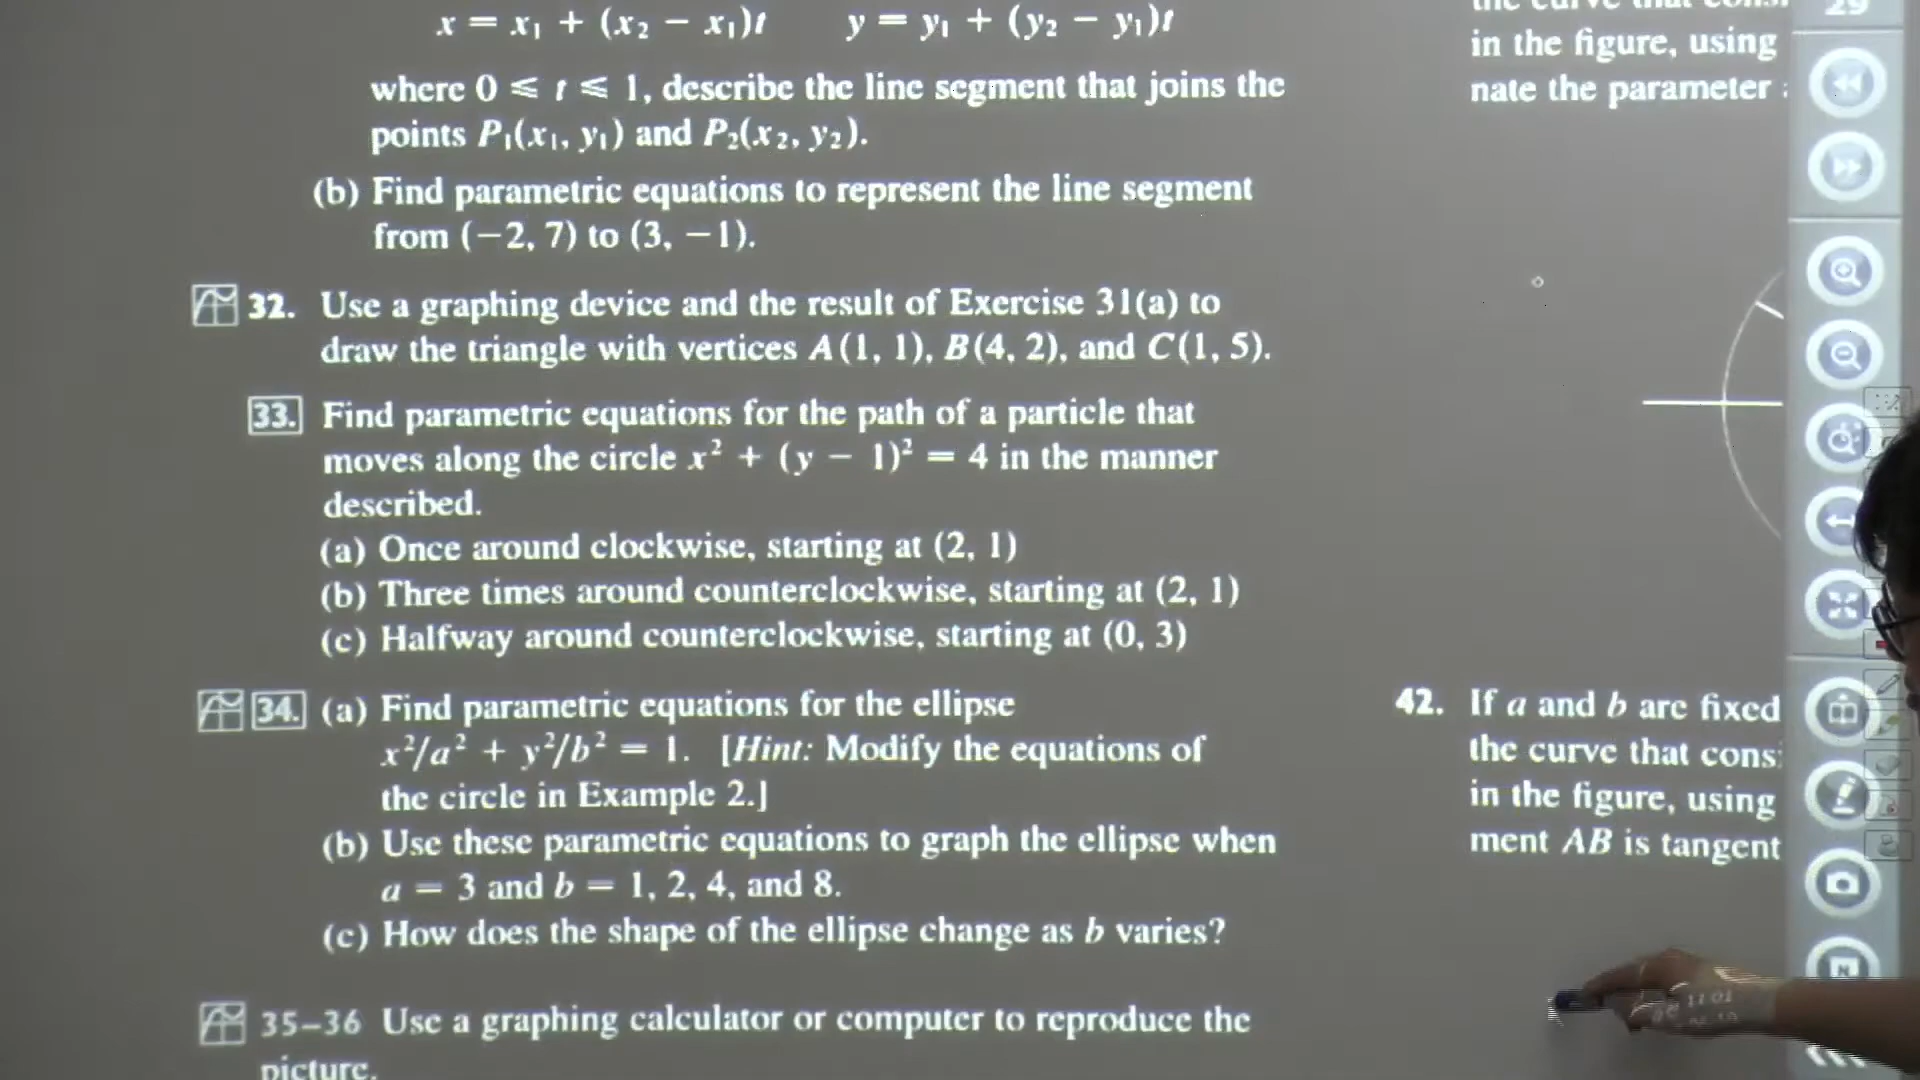 x = x₁ + (x₂ − x₁)t y = y₁ + (y₂ − y₁)t
where 0 ⩽ t ⩽ 1, describe the line segment that joins the
points P₁(x₁, y₁) and P₂(x₂, y₂).
(b) Find parametric equations to represent the line segment
from (−2, 7) to (3, −1).
32. Use a graphing device and the result of Exercise 31(a) to
draw the triangle with vertices A(1, 1), B(4, 2), and C(1, 5).
33. Find parametric equations for the path of a particle that
moves along the circle x² + (y − 1)² = 4 in the manner
described.
(a) Once around clockwise, starting at (2, 1)
(b) Three times around counterclockwise, starting at (2, 1)
(c) Halfway around counterclockwise, starting at (0, 3)
34. (a) Find parametric equations for the ellipse
x²/a² + y²/b² = 1. [Hint: Modify the equations of
the circle in Example 2.]
(b) Use these parametric equations to graph the ellipse when
a = 3 and b = 1, 2, 4, and 8.
(c) How does the shape of the ellipse change as b varies?
35–36 Use a graphing calculator or computer to reproduce the
picture.
the curve that
in the figure, using
nate the parameter
42. If a and b are fixed
the curve that
in the figure, using
ment AB is tangent
29
N